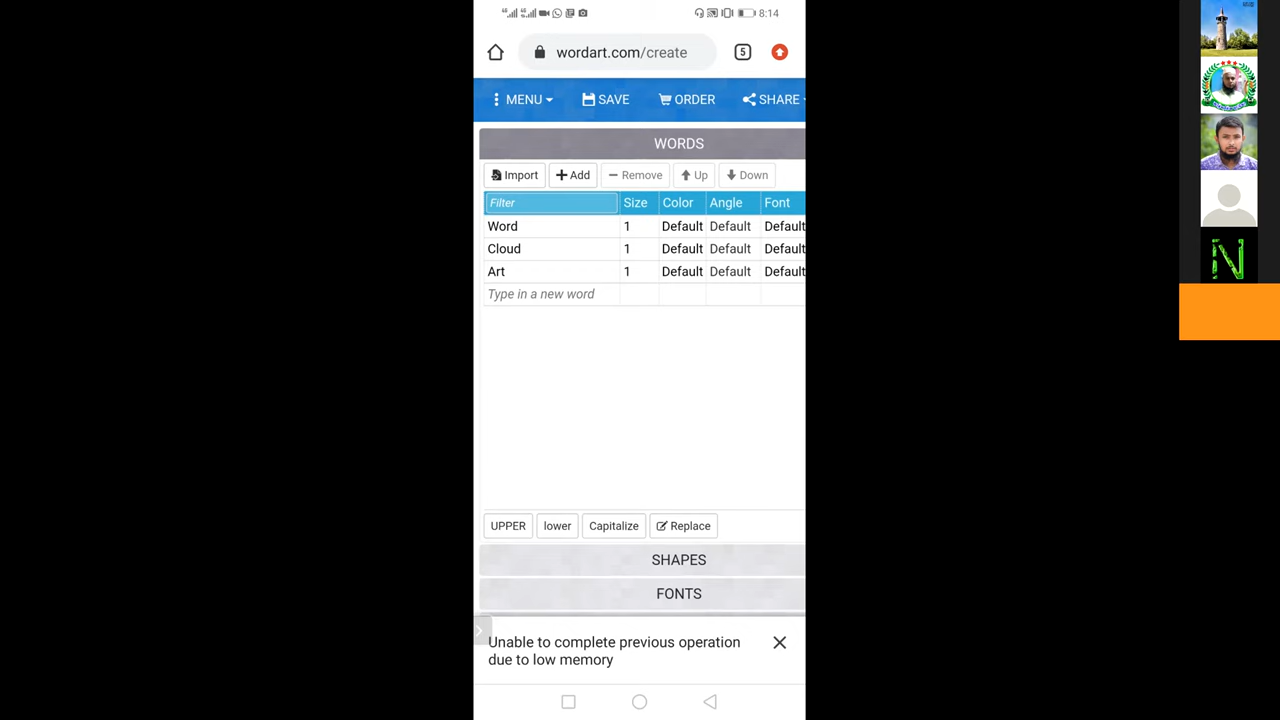 8:14
wordart.com/create
5
MENU
SAVE
ORDER
SHARE
WORDS
Import
Add
Remove
Up
Down
Filter Size Color Angle Font
Word 1 Default Default Default
Cloud 1 Default Default Default
Art 1 Default Default Default
Type in a new word
UPPER
lower
Capitalize
Replace
SHAPES
FONTS
Unable to complete previous operation
due to low memory
N